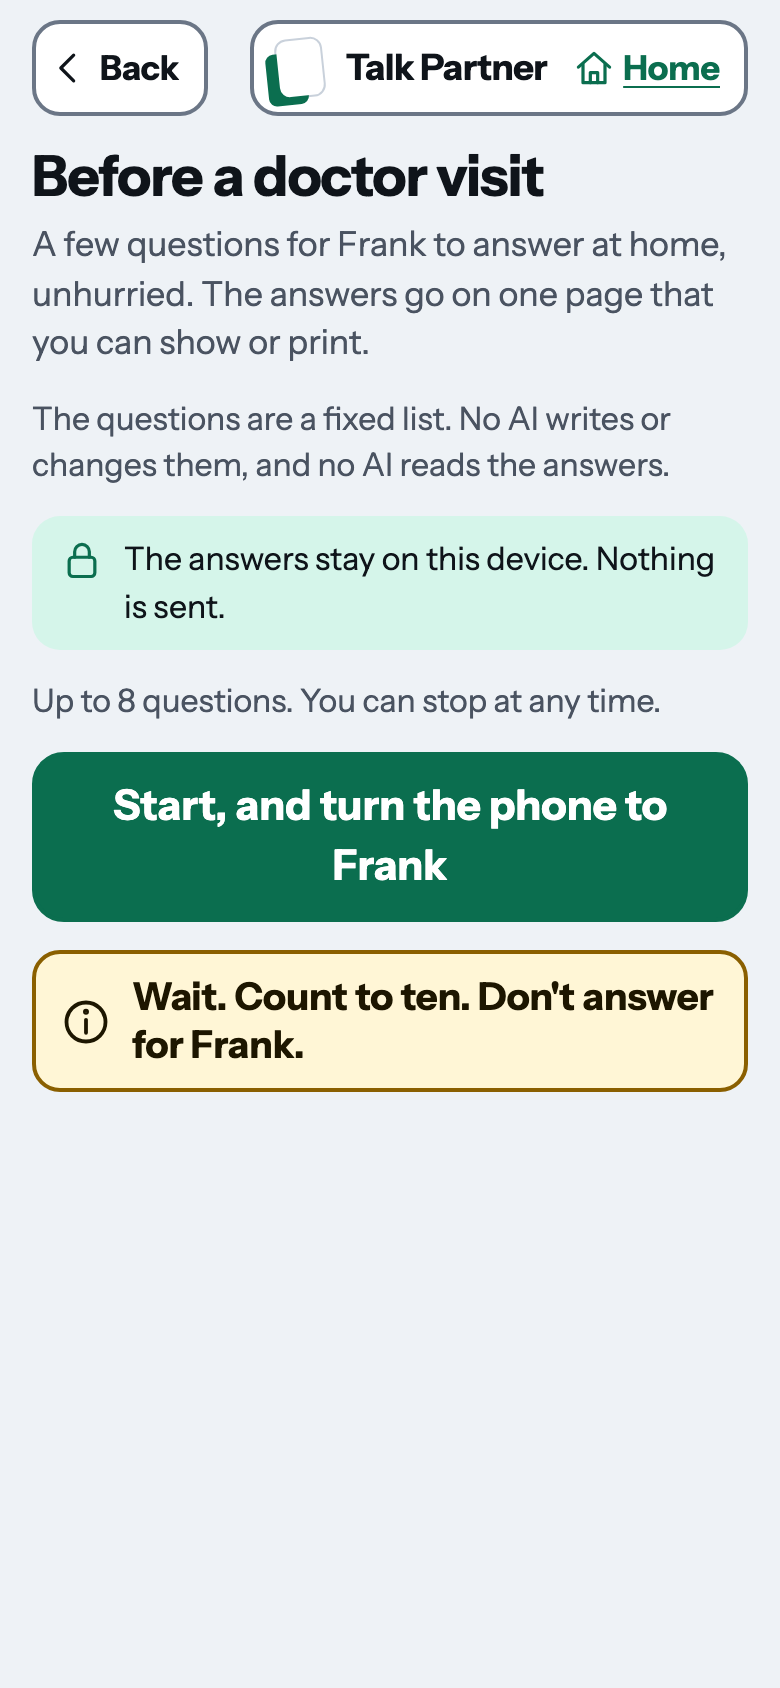 Back
Talk Partner
Home
Before a doctor visit
A few questions for Frank to answer at home,
unhurried. The answers go on one page that
you can show or print.
The questions are a fixed list. No AI writes or
changes them, and no AI reads the answers.
The answers stay on this device. Nothing
is sent.
Up to 8 questions. You can stop at any time.
Start, and turn the phone to
Frank
Wait. Count to ten. Don't answer
for Frank.